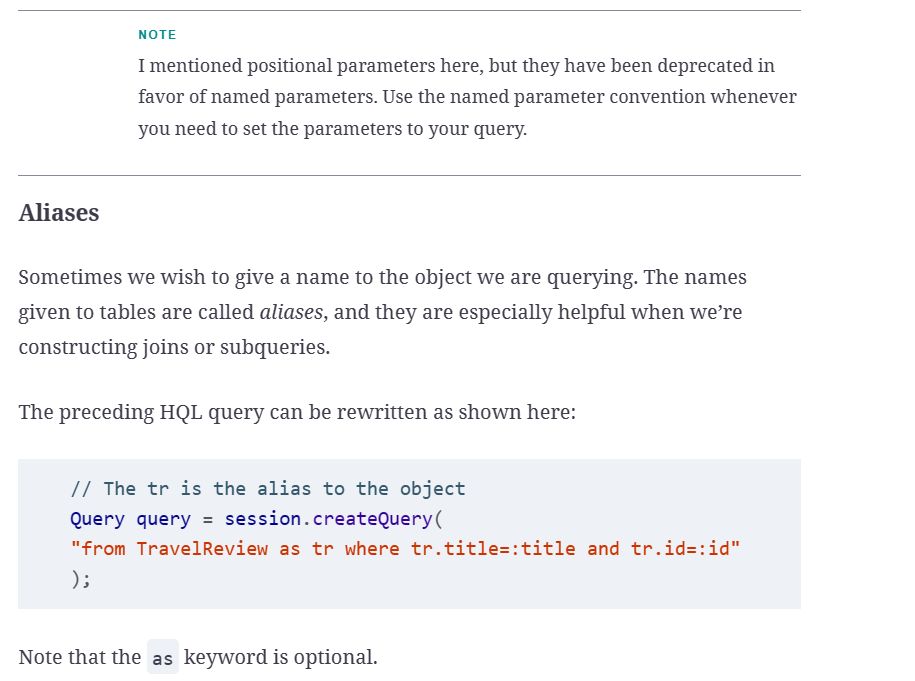 NOTE
I mentioned positional parameters here, but they have been deprecated in
favor of named parameters. Use the named parameter convention whenever
you need to set the parameters to your query.
Aliases
Sometimes we wish to give a name to the object we are querying. The names
given to tables are called aliases, and they are especially helpful when we’re
constructing joins or subqueries.
The preceding HQL query can be rewritten as shown here:
// The tr is the alias to the object
Query query = session.createQuery(
"from TravelReview as tr where tr.title=:title and tr.id=:id"
);
Note that the as keyword is optional.